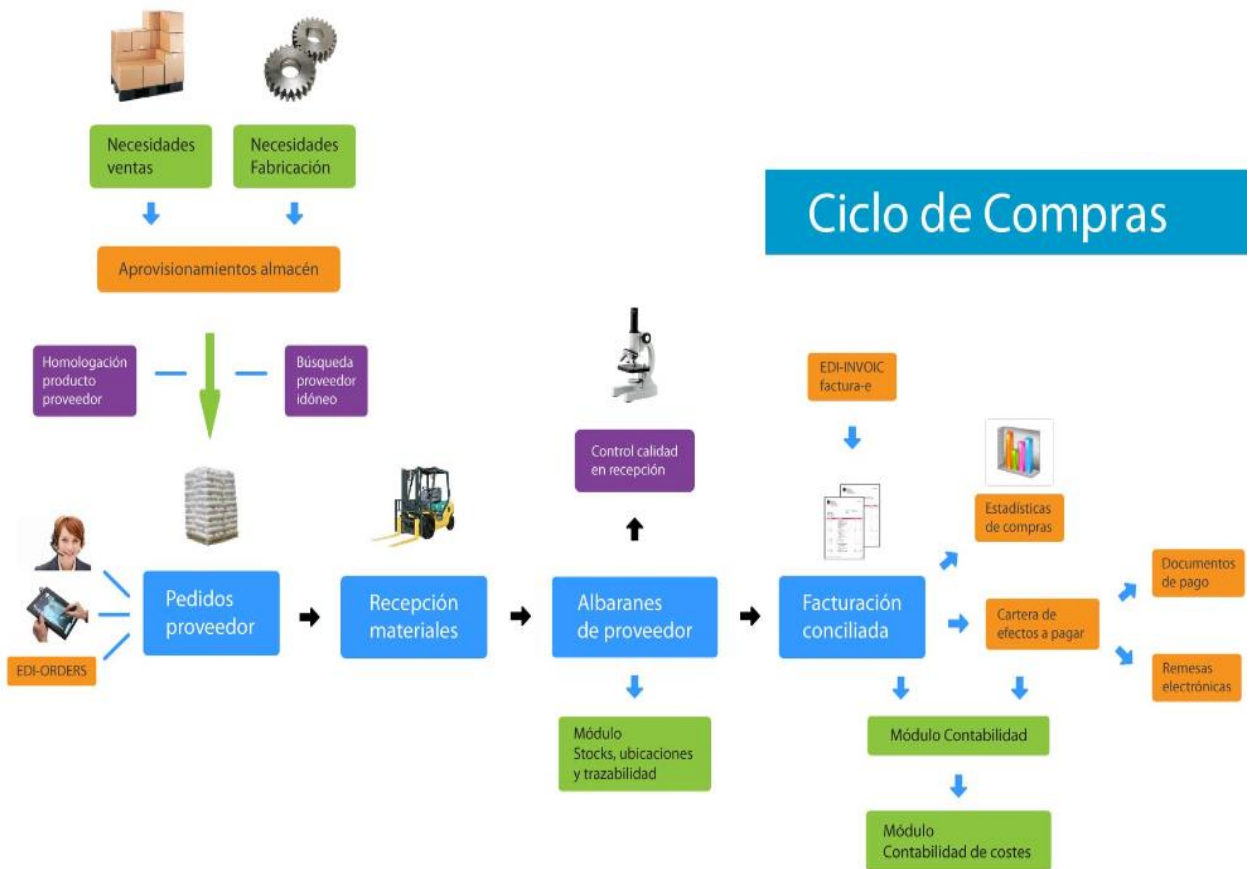 Necesidades
ventas
Necesidades
Fabricación
Ciclo de Compras
Aprovisionamientos almacén
Homologación
producto
proveedor
Búsqueda
proveedor
idóneo
EDI-INVOIC
factura-e
Control calidad
en recepción
Estadísticas
de compras
Pedidos
proveedor
Recepción
materiales
Albaranes
de proveedor
Facturación
conciliada
Cartera de
efectos a pagar
Documentos
de pago
EDI-ORDERS
Remesas
electrónicas
Módulo
Stocks, ubicaciones
y trazabilidad
Módulo Contabilidad
Módulo
Contabilidad de costes